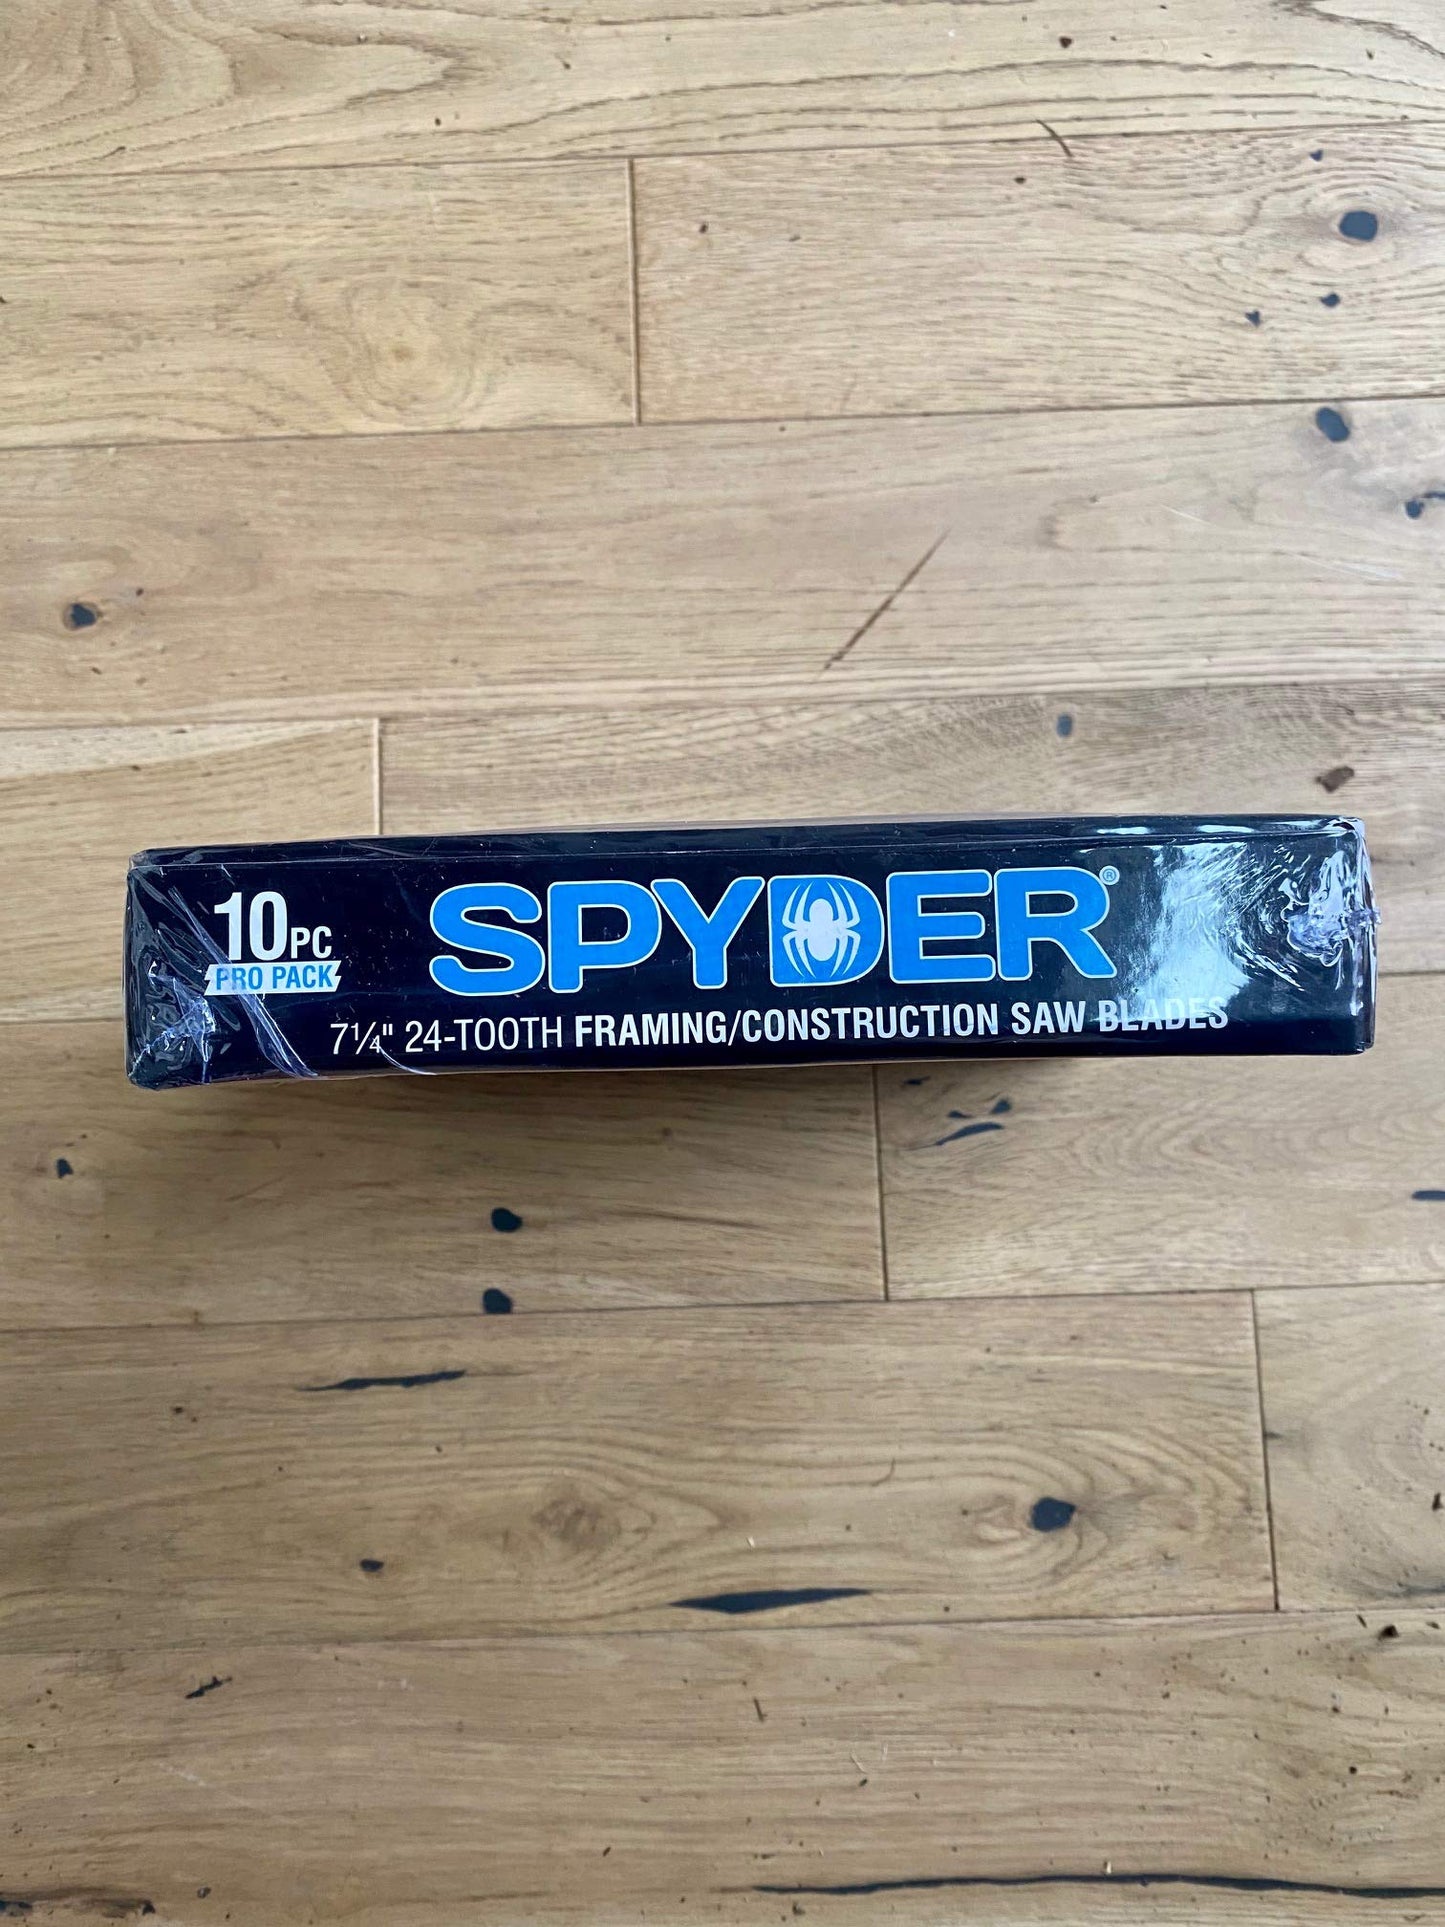 10PC
PRO PACK
SPYDER®
7¼" 24-TOOTH FRAMING/CONSTRUCTION SAW BLADES